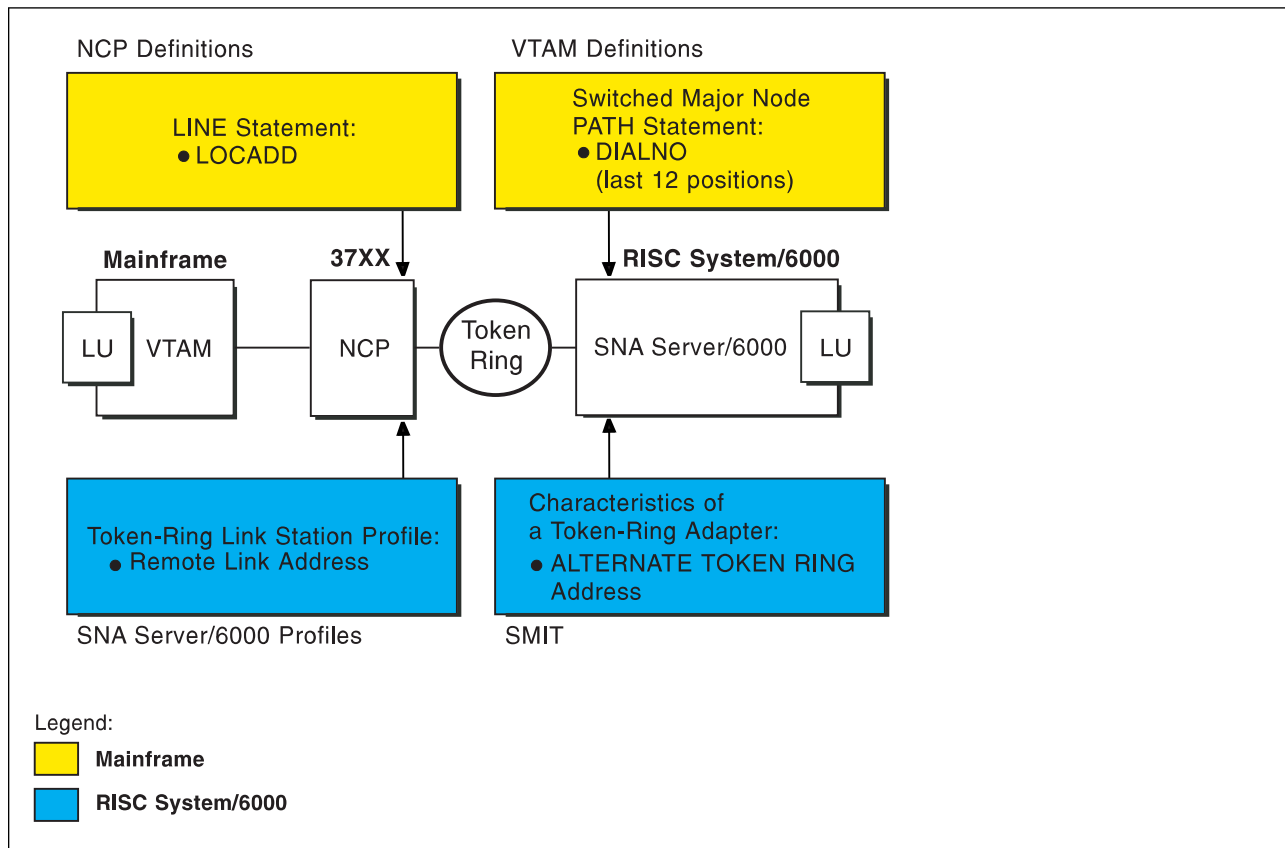 NCP Definitions
VTAM Definitions
LINE Statement:
● LOCADD
Switched Major Node
PATH Statement:
● DIALNO
(last 12 positions)
Mainframe
37XX
RISC System/6000
LU
VTAM
NCP
Token
Ring
SNA Server/6000
LU
Token-Ring Link Station Profile:
● Remote Link Address
Characteristics of
a Token-Ring Adapter:
● ALTERNATE TOKEN RING
Address
SNA Server/6000 Profiles
SMIT
Legend:
Mainframe
RISC System/6000